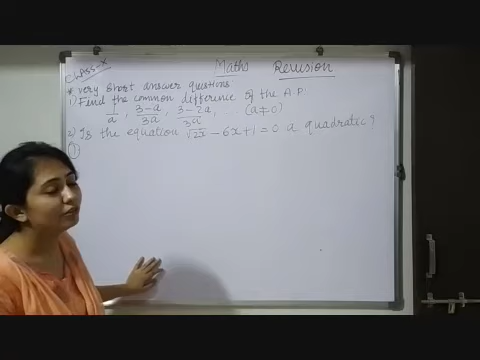 CLASS-X
Maths Revision
* very short answer questions:
1) Find the common difference of the A.P.
1/a, 3-a/3a, 3-2a/3a, ... (a≠0)
2) Is the equation √2x - 6x + 1 = 0 a quadratic?
①